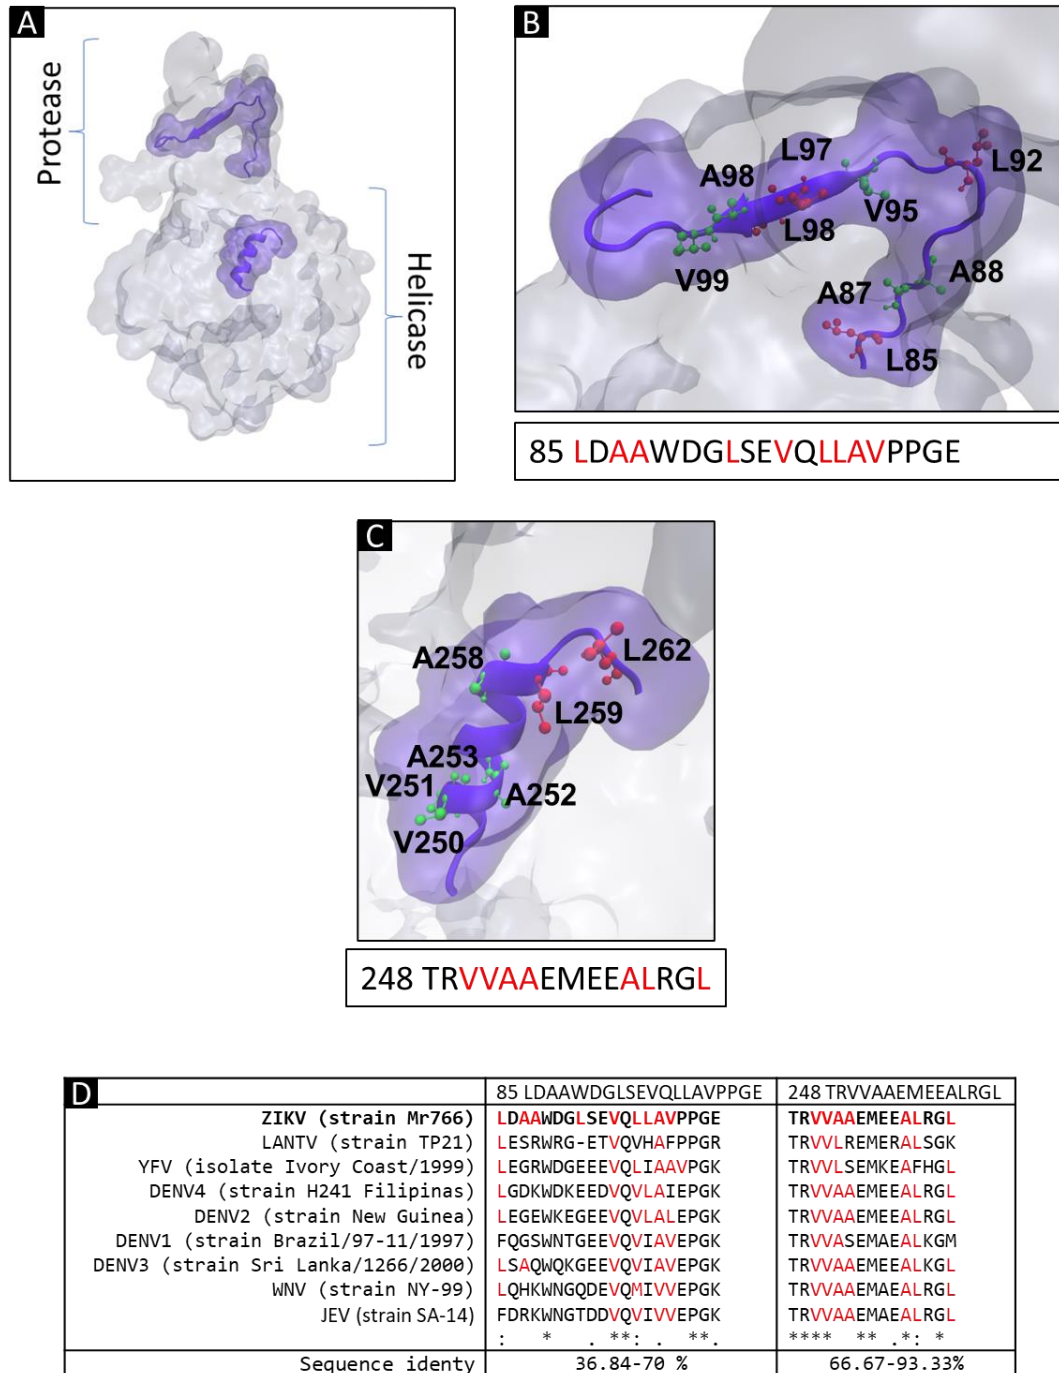 A
Protease
Helicase
B
L97
L92
A98
V95
L98
V99
A88
A87
L85
85 LDAAWDGLSEVQLLAVPPGE
C
A258
L262
L259
A253
V251
A252
V250
248 TRVVAAEMEEALRGL
D
85 LDAAWDGLSEVQLLAVPPGE 248 TRVVAAEMEEALRGL
ZIKV (strain Mr766) LDAAWDGLSEVQLLAVPPGE TRVVAAEMEEALRGL
LANTV (strain TP21) LESRWRG-ETVQVHAFPPGR TRVVLREMERALSGK
YFV (isolate Ivory Coast/1999) LEGRWDGEEEVQLIAAVPGK TRVVLSEMKEAFHGL
DENV4 (strain H241 Filipinas) LGDKWDKEEDVQVLAIEPGK TRVVAAEMEEALRGL
DENV2 (strain New Guinea) LEGEWKEGEEVQVLALEPGK TRVVAAEMEEALRGL
DENV1 (strain Brazil/97-11/1997) FQGSWNTGEEVQVIAVEPGK TRVVASEMAEALKGM
DENV3 (strain Sri Lanka/1266/2000) LSAQWQKGEEVQVIAVEPGK TRVVAAEMEEALKGL
WNV (strain NY-99) LQHKWNGQDEVQMIVVEPGK TRVVAAEMAEALRGL
JEV (strain SA-14) FDRKWNGTDDVQVIVVEPGK TRVVAAEMAEALRGL
: * . **: . **. **** ** .*: *
Sequence identy 36.84-70 % 66.67-93.33%